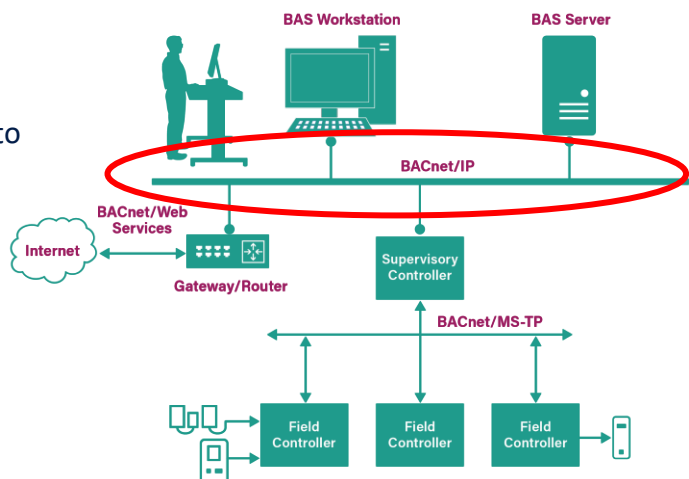 BAS Workstation
BAS Server
to
BACnet/IP
BACnet/Web
Services
Internet
Gateway/Router
Supervisory
Controller
BACnet/MS-TP
Field
Controller
Field
Controller
Field
Controller